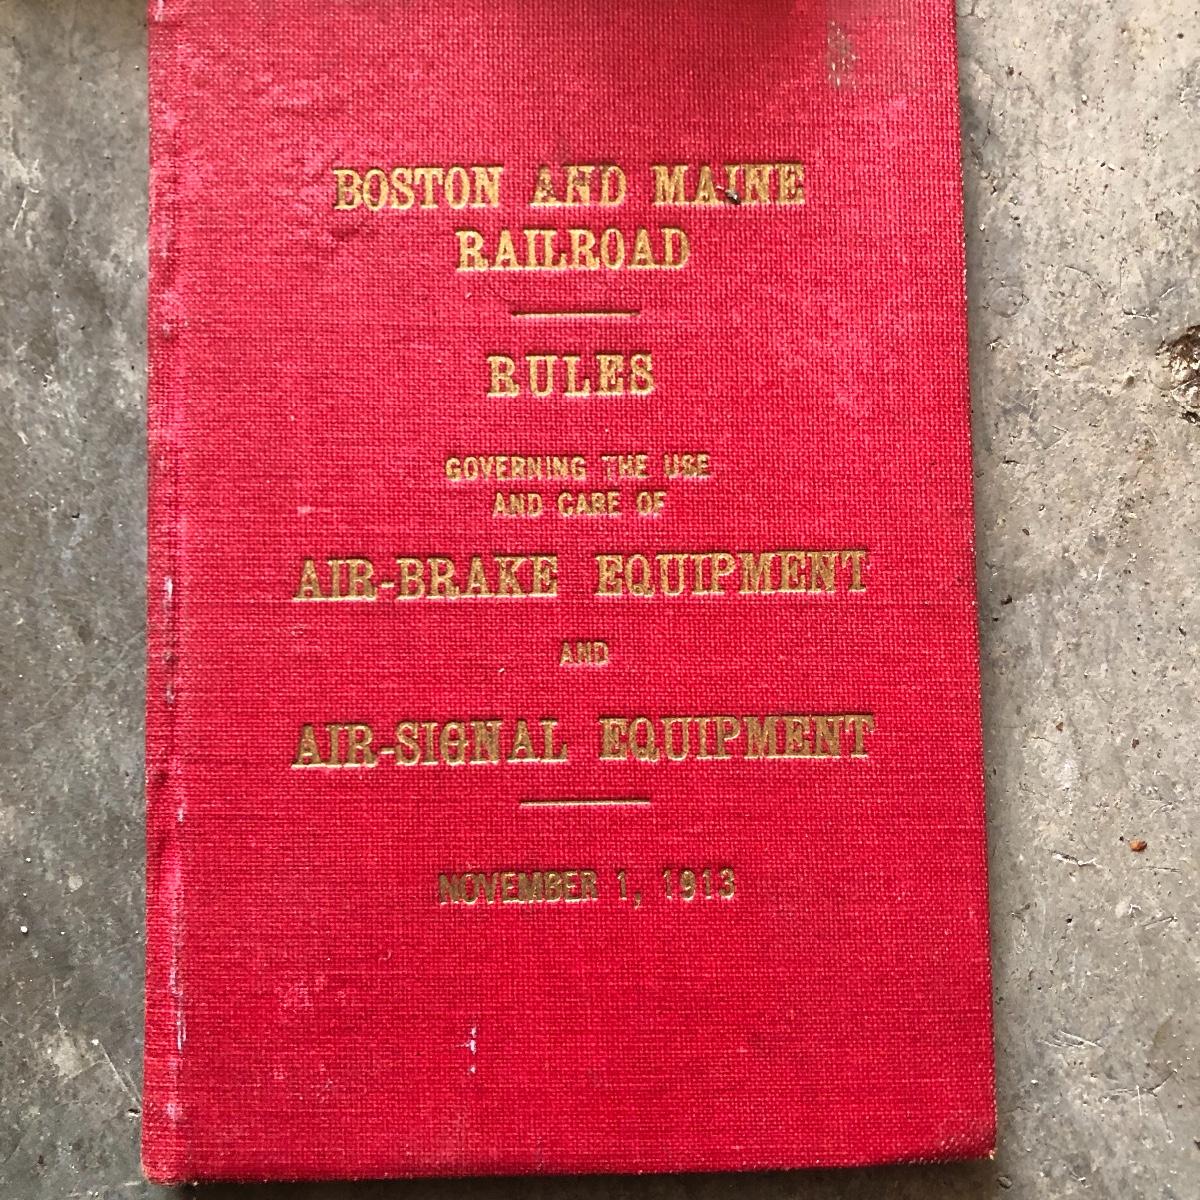 BOSTON AND MAINE
RAILROAD
RULES
GOVERNING THE USE
AND CARE OF
AIR-BRAKE EQUIPMENT
AND
AIR-SIGNAL EQUIPMENT
NOVEMBER 1, 1913